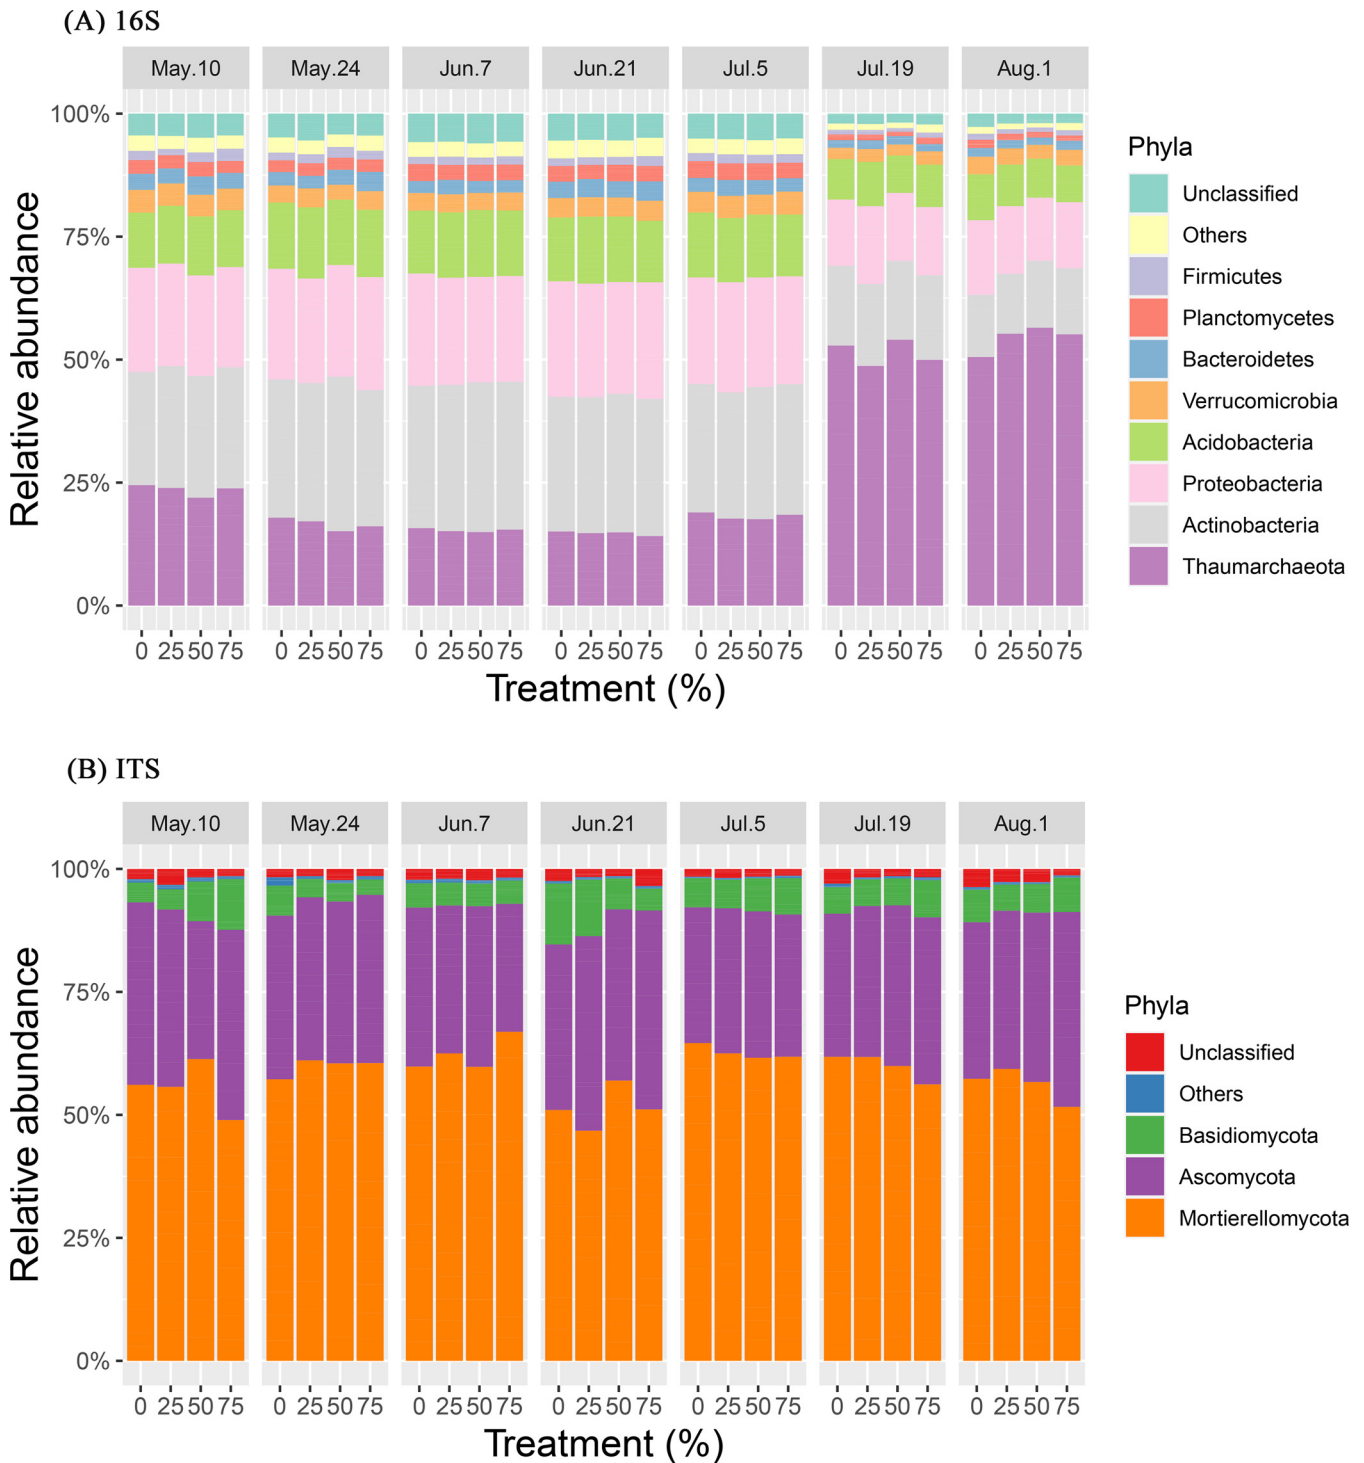 (A) 16S
May.10 May.24 Jun.7 Jun.21 Jul.5 Jul.19 Aug.1
100%
75%
50%
25%
0%
Relative abundance
0 25 50 75 0 25 50 75 0 25 50 75 0 25 50 75 0 25 50 75 0 25 50 75 0 25 50 75
Treatment (%)
Phyla
Unclassified
Others
Firmicutes
Planctomycetes
Bacteroidetes
Verrucomicrobia
Acidobacteria
Proteobacteria
Actinobacteria
Thaumarchaeota
(B) ITS
May.10 May.24 Jun.7 Jun.21 Jul.5 Jul.19 Aug.1
100%
75%
50%
25%
0%
Relative abundance
0 25 50 75 0 25 50 75 0 25 50 75 0 25 50 75 0 25 50 75 0 25 50 75 0 25 50 75
Treatment (%)
Phyla
Unclassified
Others
Basidiomycota
Ascomycota
Mortierellomycota